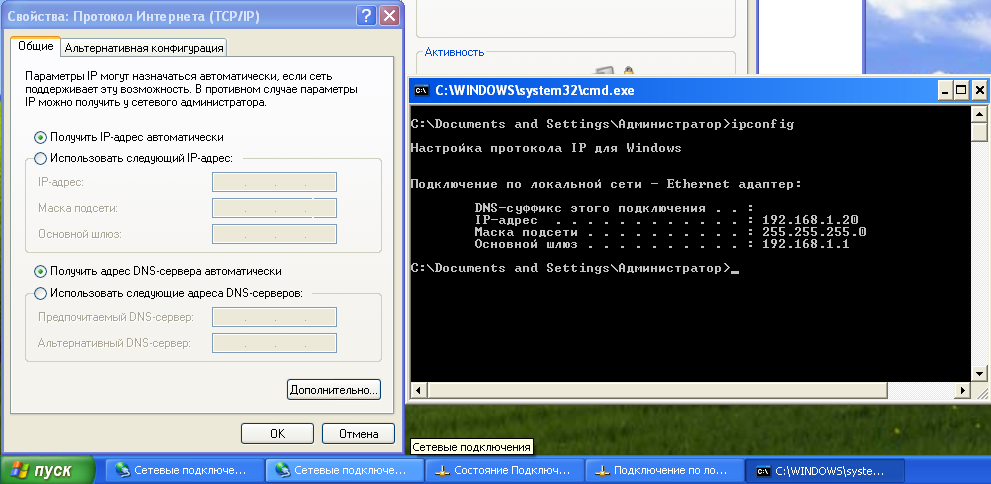 Свойства: Протокол Интернета (TCP/IP)
Общие
Альтернативная конфигурация
Параметры IP могут назначаться автоматически, если сеть
поддерживает эту возможность. В противном случае параметры
IP можно получить у сетевого администратора.
Получить IP-адрес автоматически
Использовать следующий IP-адрес:
IP-адрес:
Маска подсети:
Основной шлюз:
Получить адрес DNS-сервера автоматически
Использовать следующие адреса DNS-серверов:
Предпочитаемый DNS-сервер:
Альтернативный DNS-сервер:
Дополнительно...
OK
Отмена
Активность
C:\WINDOWS\system32\cmd.exe
C:\Documents and Settings\Администратор>ipconfig
Настройка протокола IP для Windows
Подключение по локальной сети - Ethernet адаптер:
DNS-суффикс этого подключения . . :
IP-адрес . . . . . . . . . . . . : 192.168.1.20
Маска подсети . . . . . . . . . . : 255.255.255.0
Основной шлюз . . . . . . . . . . : 192.168.1.1
C:\Documents and Settings\Администратор>_
Сетевые подключения
пуск
Сетевые подключе...
Сетевые подключе...
Состояние Подключ...
Подключение по ло...
C:\WINDOWS\syste...